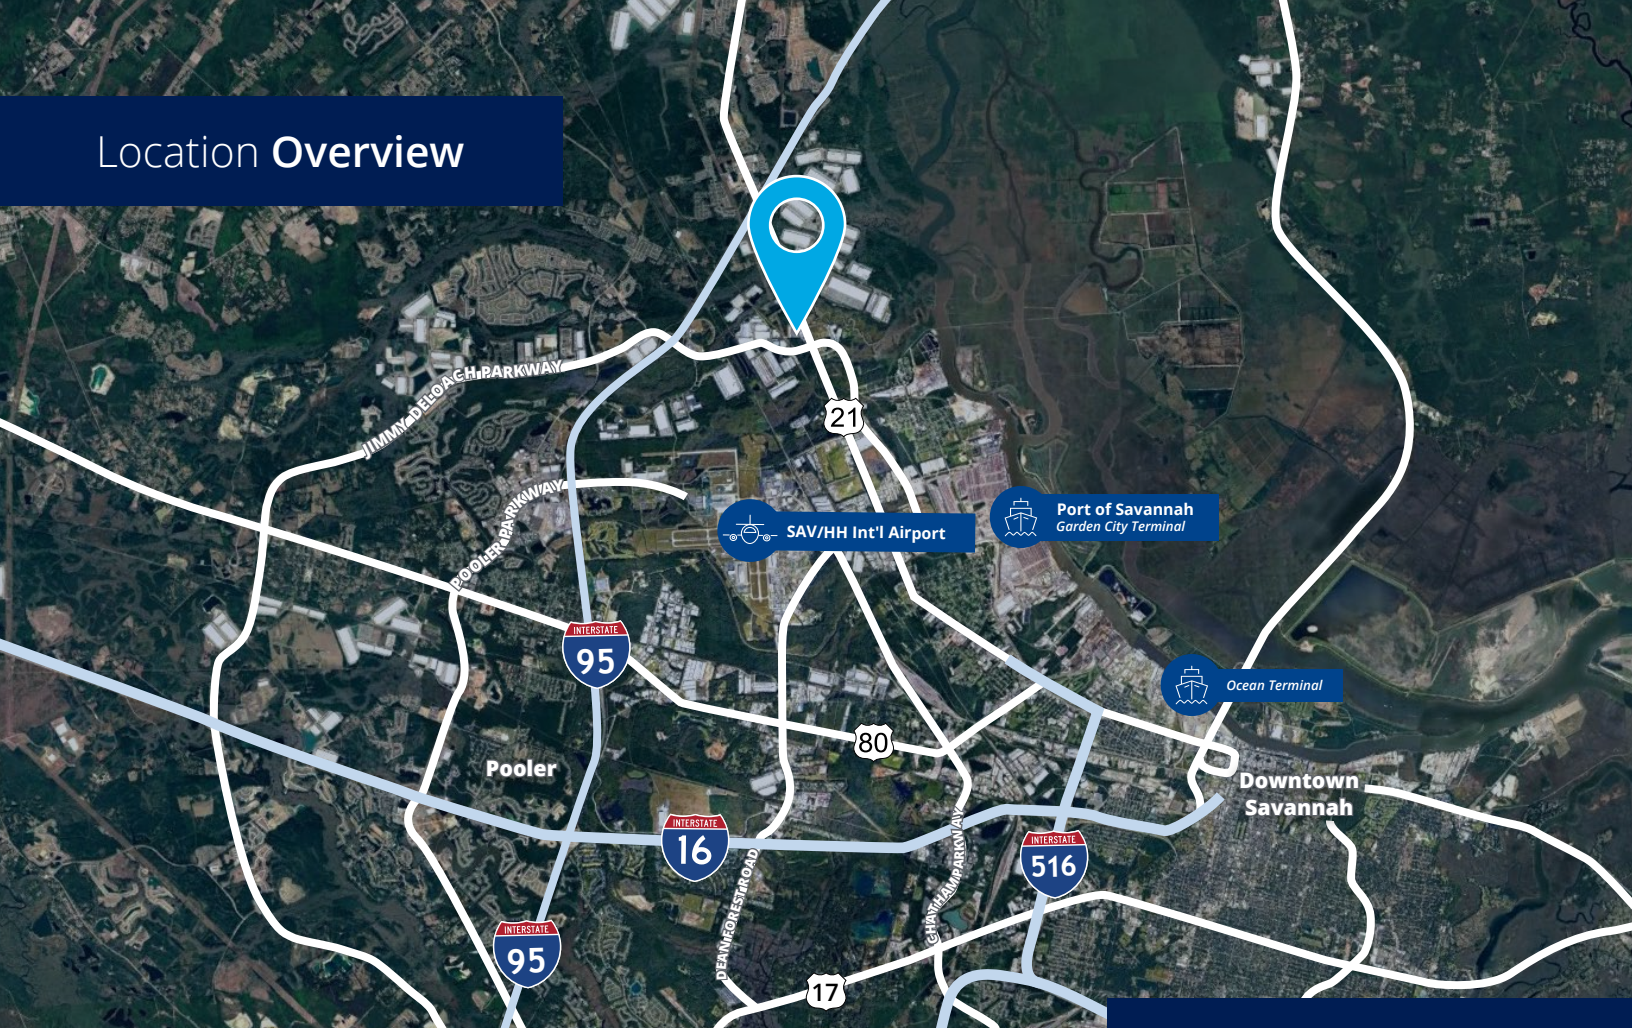 Location Overview
JIMMY DELOACH PARKWAY
21
POOLER PARKWAY
Port of Savannah
Garden City Terminal
SAV/HH Int'l Airport
INTERSTATE
95
Ocean Terminal
80
Pooler
Downtown
Savannah
INTERSTATE
16
INTERSTATE
516
CHATHAM PARKWAY
DEAN FOREST ROAD
INTERSTATE
95
17